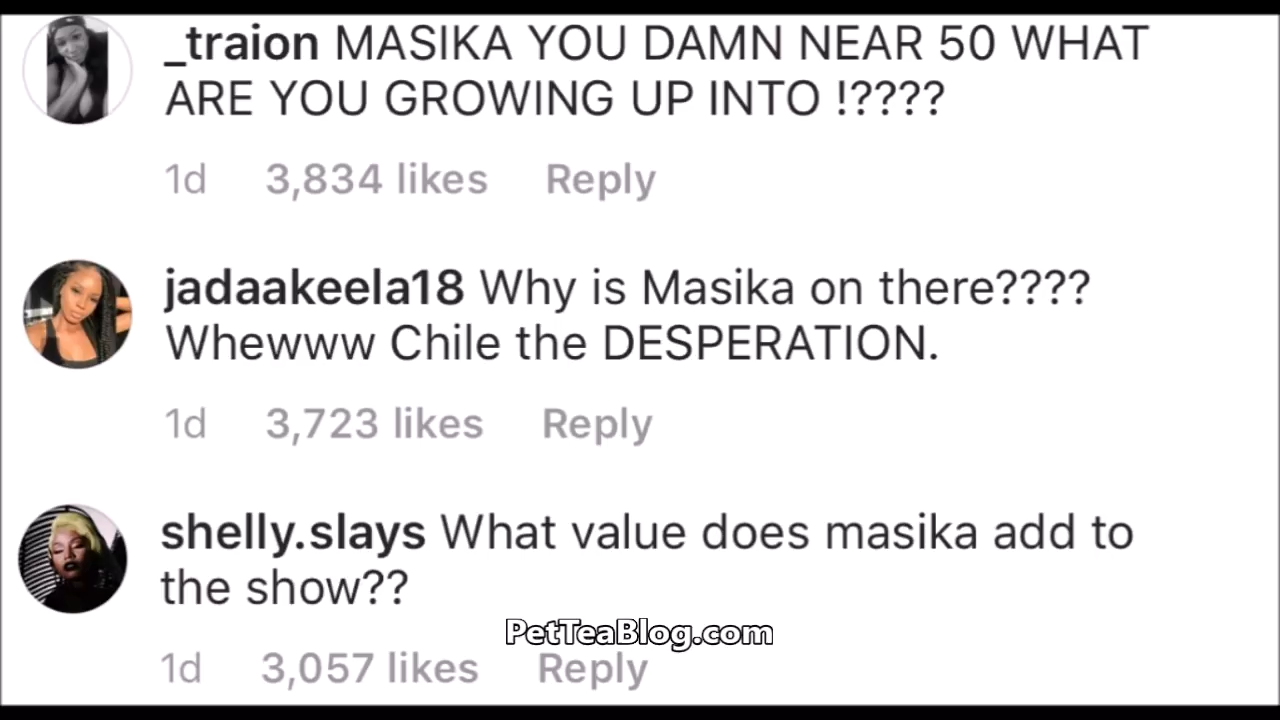 _traion MASIKA YOU DAMN NEAR 50 WHAT
ARE YOU GROWING UP INTO !????
1d 3,834 likes Reply
jadaakeela18 Why is Masika on there????
Whewww Chile the DESPERATION.
1d 3,723 likes Reply
shelly.slays What value does masika add to
the show??
PetTeaBlog.com
1d 3,057 likes Reply